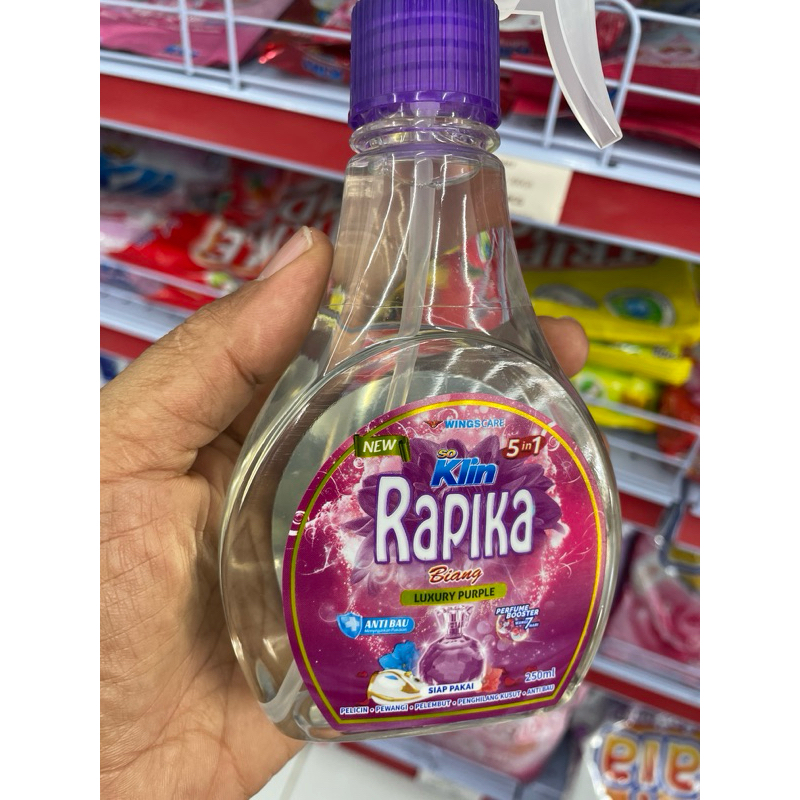 WINGSCARE
NEW
5 in 1
so
Klin
RAPIKA
Biang
LUXURY PURPLE
ANTI BAU
PERFUME
BOOSTER
7
SIAP PAKAI
250ml
PELICIN • PEWANGI • PELEMBUT • PENGHILANG KUSUT • ANTI BAU